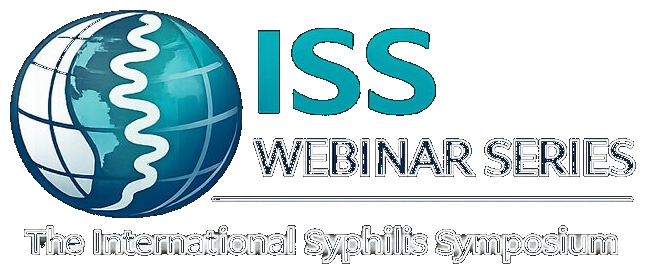 ISS
WEBINAR SERIES
The International Syphilis Symposium